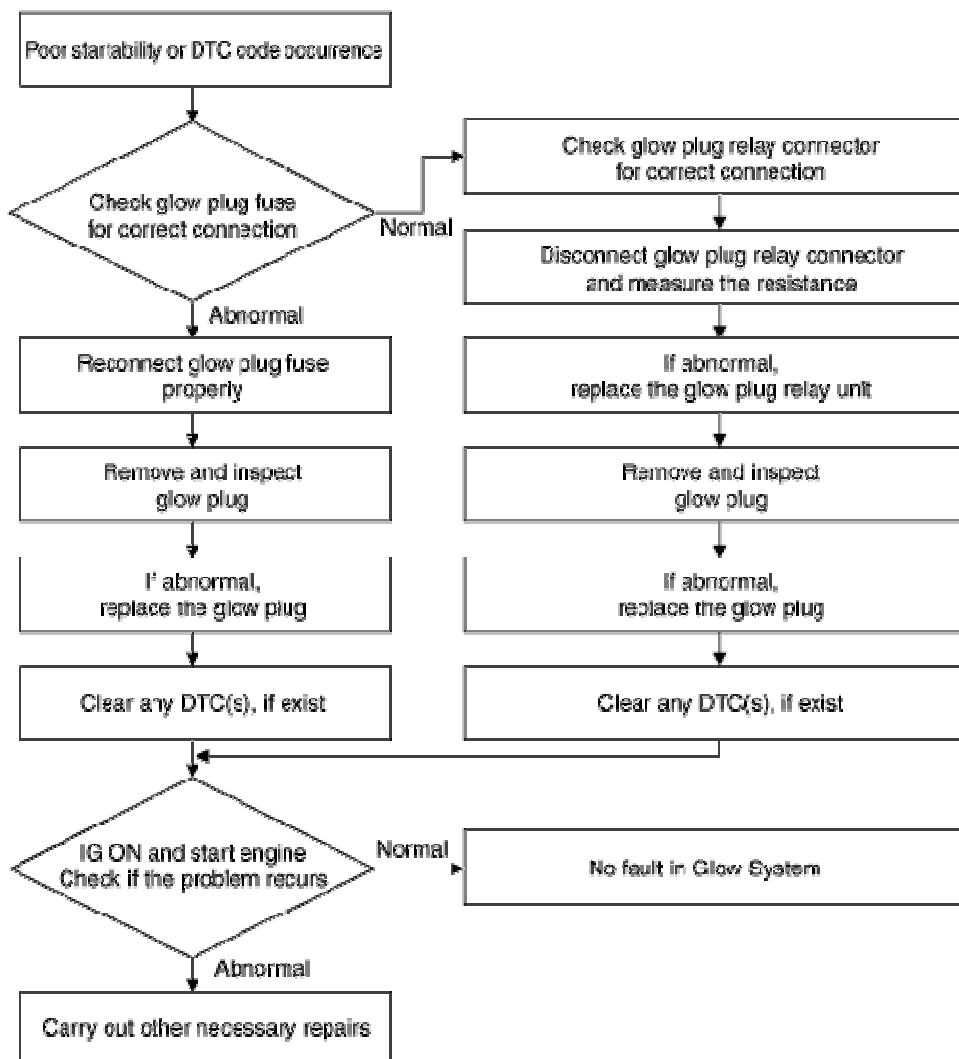 Poor startability or DTC code occurrence
Check glow plug fuse
for correct connection
Normal
Abnormal
Check glow plug relay connector
for correct connection
Disconnect glow plug relay connector
and measure the resistance
If abnormal,
replace the glow plug relay unit
Remove and inspect
glow plug
If abnormal,
replace the glow plug
Clear any DTC(s), if exist
Reconnect glow plug fuse
properly
Remove and inspect
glow plug
If abnormal,
replace the glow plug
Clear any DTC(s), if exist
IG ON and start engine
Check if the problem recurs
Normal
No fault in Glow System
Abnormal
Carry out other necessary repairs